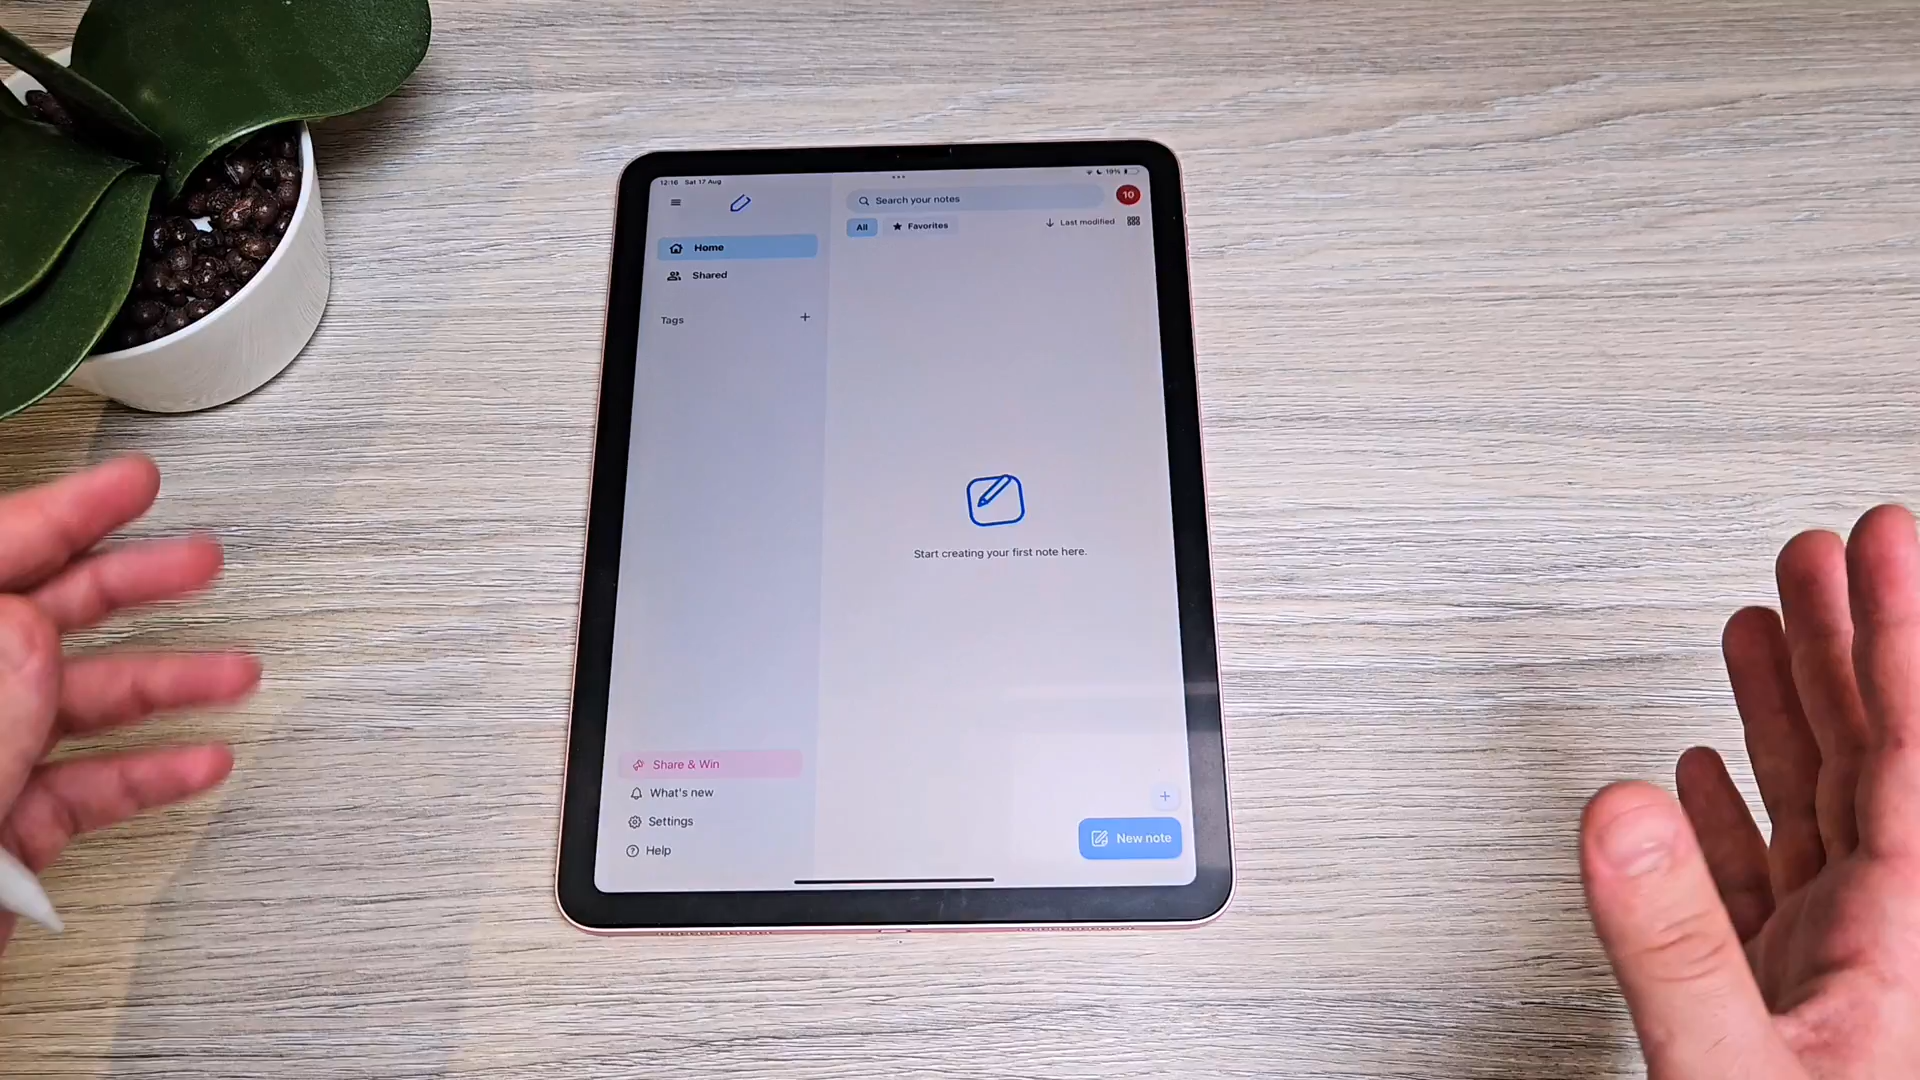 12:16 Sat 17 Aug
19%
Search your notes
10
All
Favorites
Last modified
Home
Shared
Tags
Start creating your first note here.
Share & Win
What's new
Settings
Help
New note